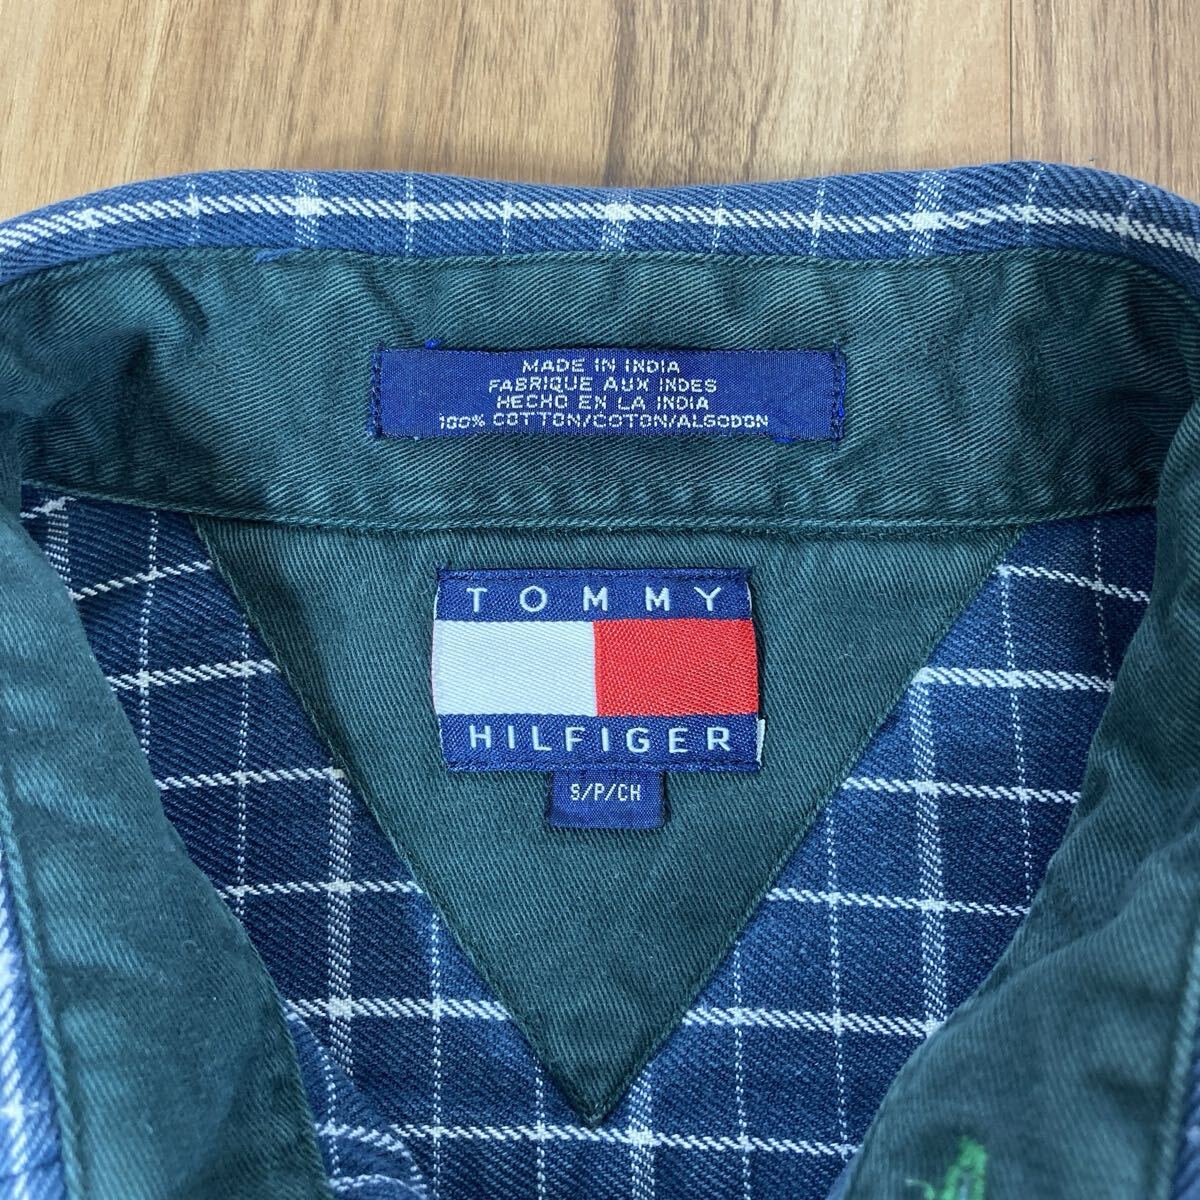 MADE IN INDIA
FABRIQUE AUX INDES
HECHO EN LA INDIA
100% COTTON/COTON/ALGODON
TOMMY
HILFIGER
S/P/CH